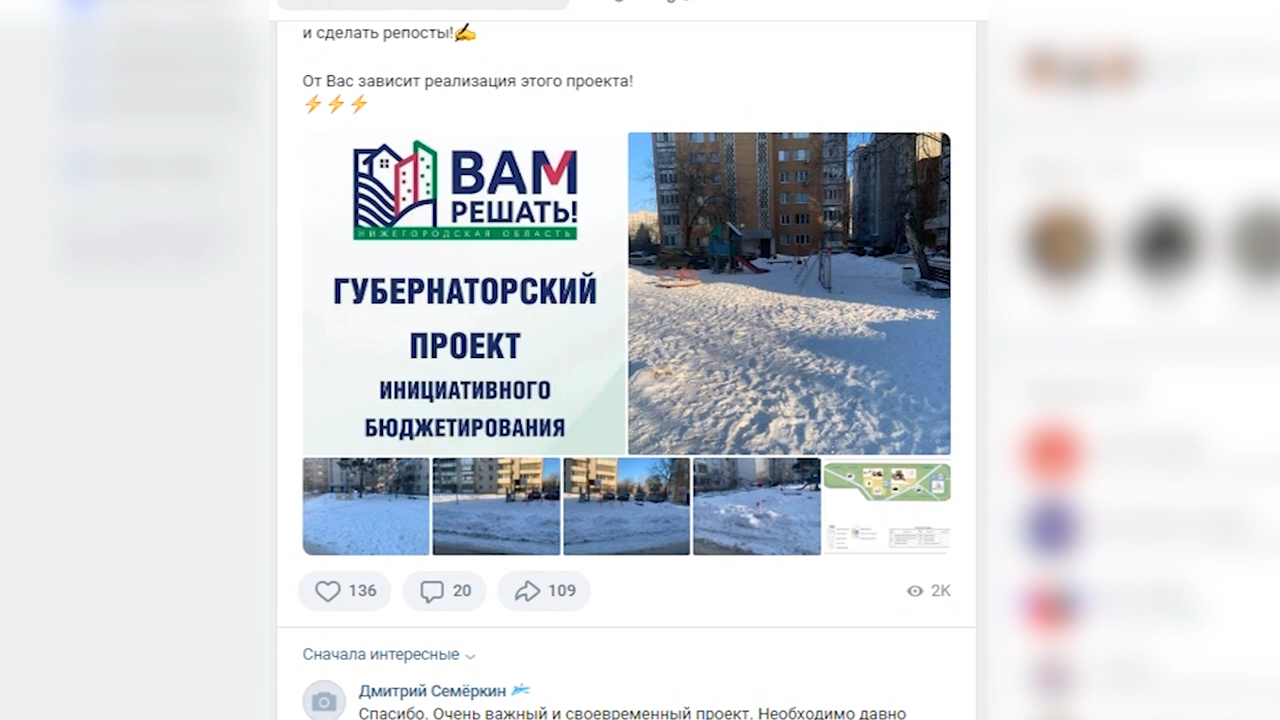 и сделать репосты!✍
От Вас зависит реализация этого проекта!
⚡⚡⚡
ВАМ
РЕШАТЬ!
НИЖЕГОРОДСКАЯ ОБЛАСТЬ
ГУБЕРНАТОРСКИЙ
ПРОЕКТ
ИНИЦИАТИВНОГО
БЮДЖЕТИРОВАНИЯ
136
20
109
2K
Сначала интересные
Дмитрий Семёркин
Спасибо. Очень важный и своевременный проект. Необходимо давно